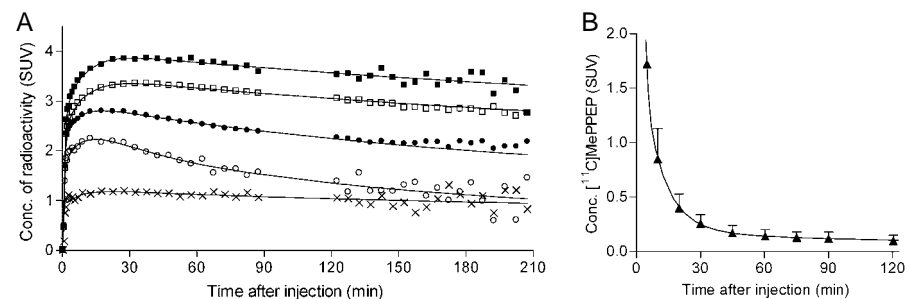 A
Conc. of radioactivity (SUV)
4
3
2
1
0
0 30 60 90 120 150 180 210
Time after injection (min)
B
Conc. [¹¹C]MePPEP (SUV)
2.0
1.5
1.0
0.5
0.0
0 30 60 90 120
Time after injection (min)